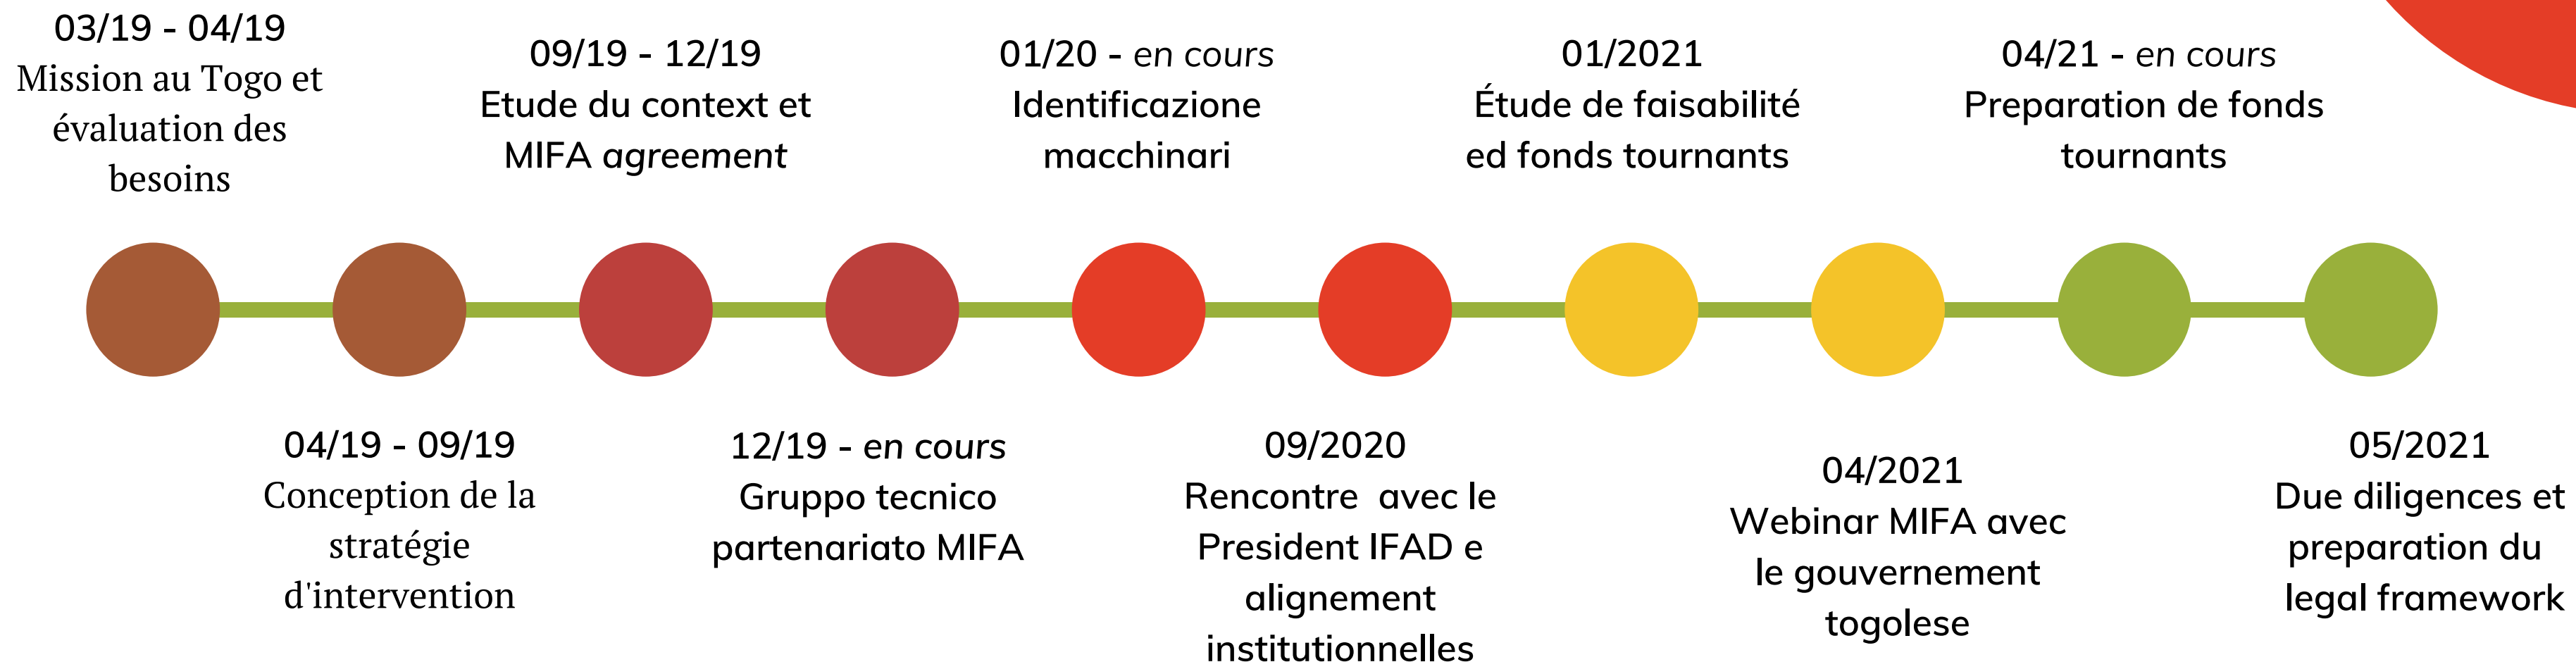 03/19 - 04/19
Mission au Togo et
évaluation des
besoins
04/19 - 09/19
Conception de la
stratégie
d'intervention
09/19 - 12/19
Etude du context et
MIFA agreement
12/19 - en cours
Gruppo tecnico
partenariato MIFA
01/20 - en cours
Identificazione
macchinari
09/2020
Rencontre avec le
President IFAD e
alignement
institutionnelles
01/2021
Étude de faisabilité
ed fonds tournants
04/2021
Webinar MIFA avec
le gouvernement
togolese
04/21 - en cours
Preparation de fonds
tournants
05/2021
Due diligences et
preparation du
legal framework